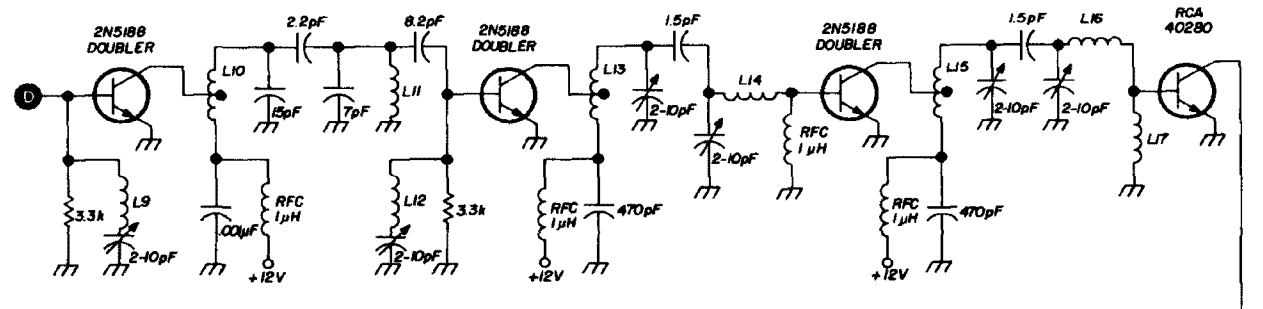 2N5188
DOUBLER
2.2pF
8.2pF
2N5188
DOUBLER
1.5pF
2N5188
DOUBLER
1.5pF
L16
RCA
40280
D
L10
15pF
7pF
L11
L13
2-10pF
L14
2-10pF
RFC
1μH
L15
2-10pF
2-10pF
L17
3.3k
L9
2-10pF
.001μF
RFC
1μH
+12V
L12
2-10pF
3.3k
RFC
1μH
+12V
470pF
RFC
1μH
+12V
470pF